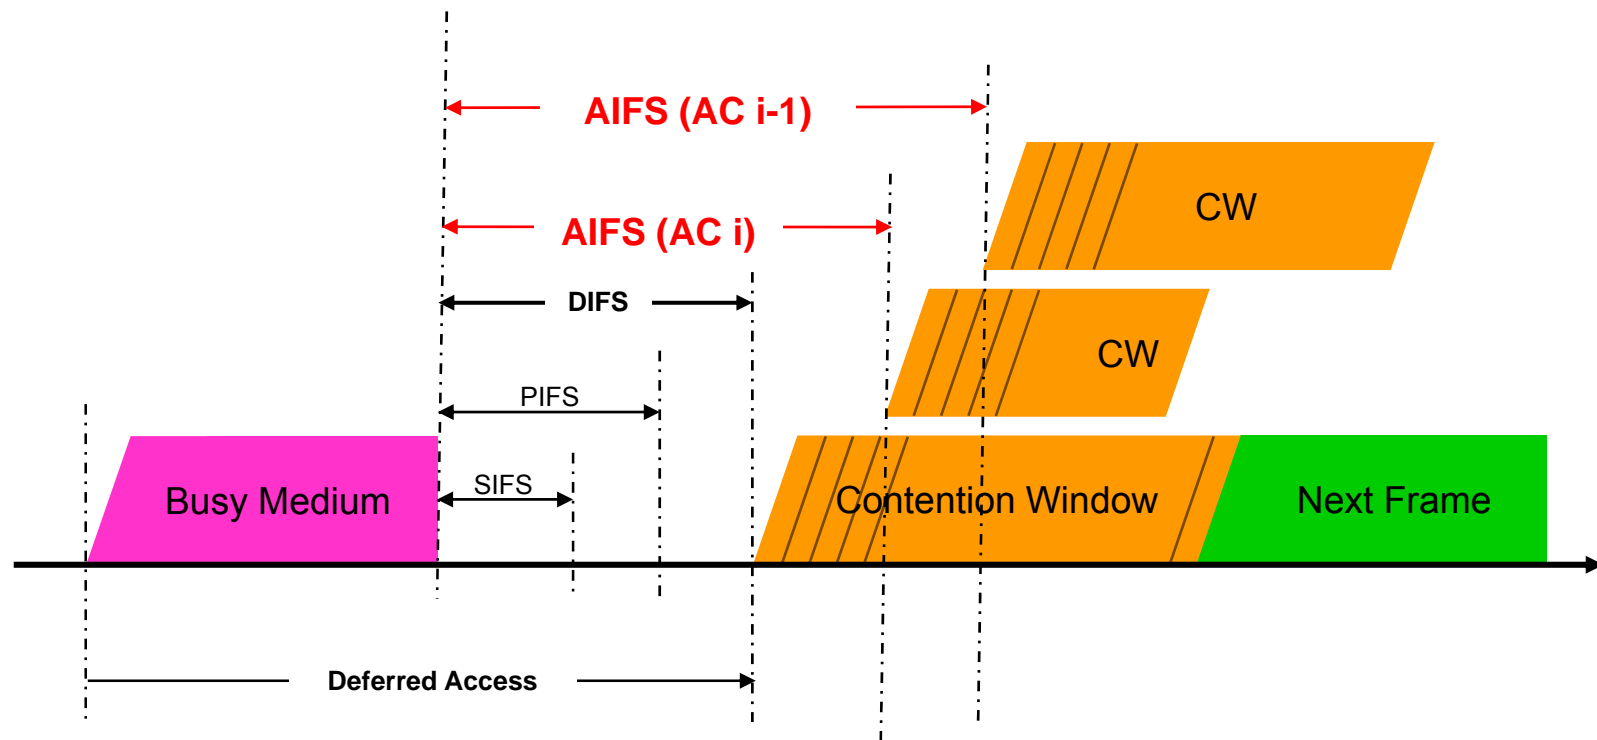 AIFS (AC i-1)
CW
AIFS (AC i)
DIFS
CW
PIFS
SIFS
Busy Medium
Contention Window
Next Frame
Deferred Access